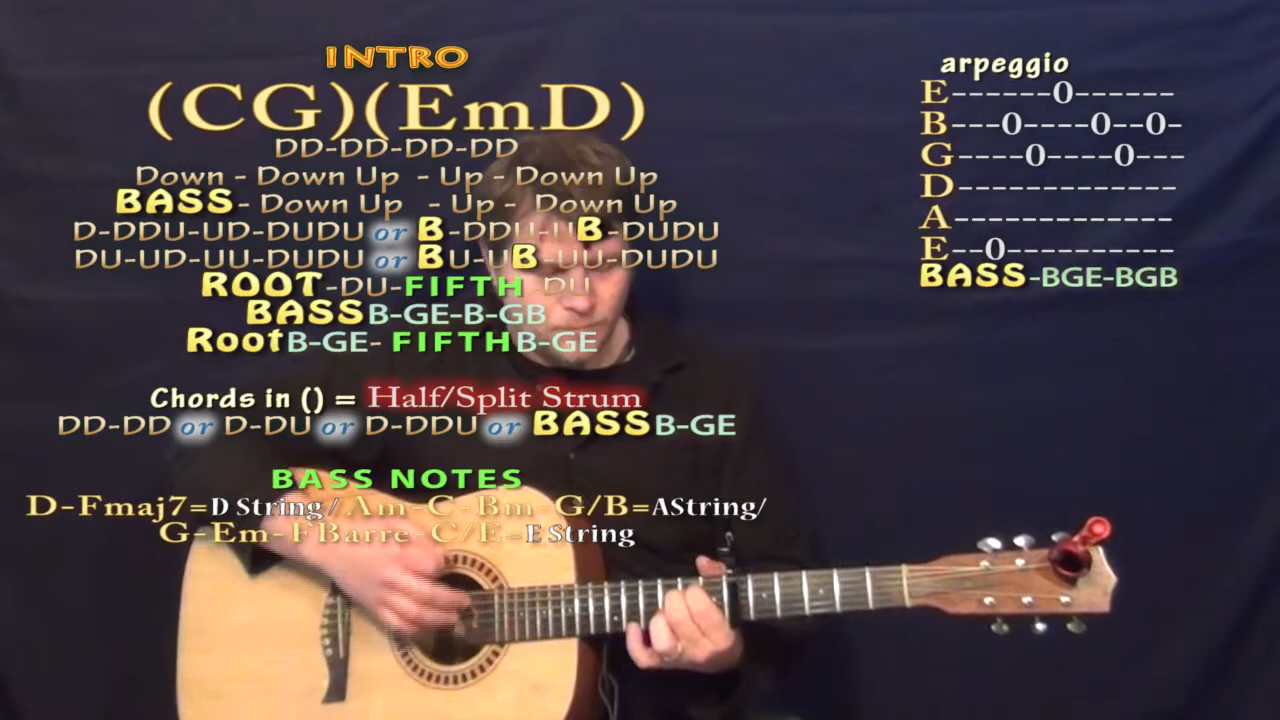 INTRO
(CG)(EmD)
DD-DD-DD-DD
Down - Down Up - Up - Down Up
BASS - Down Up - Up - Down Up
D-DDU-UD-DUDU or B-DDU-UB-DUDU
DU-UD-UU-DUDU or BU-UB-UU-DUDU
ROOT-DU-FIFTH-DU
BASSB-GE-B-GB
RootB-GE- FIFTHB-GE
Chords in () = Half/Split Strum
DD-DD or D-DU or D-DDU or BASSB-GE
BASS NOTES
D-Fmaj7=D String / Am-C-Bm-G/B=AString/
G-Em-FBarre-C/E=E String
arpeggio
E------0------
B---0----0--0-
G----0----0---
D-------------
A-------------
E--0----------
BASS-BGE-BGB